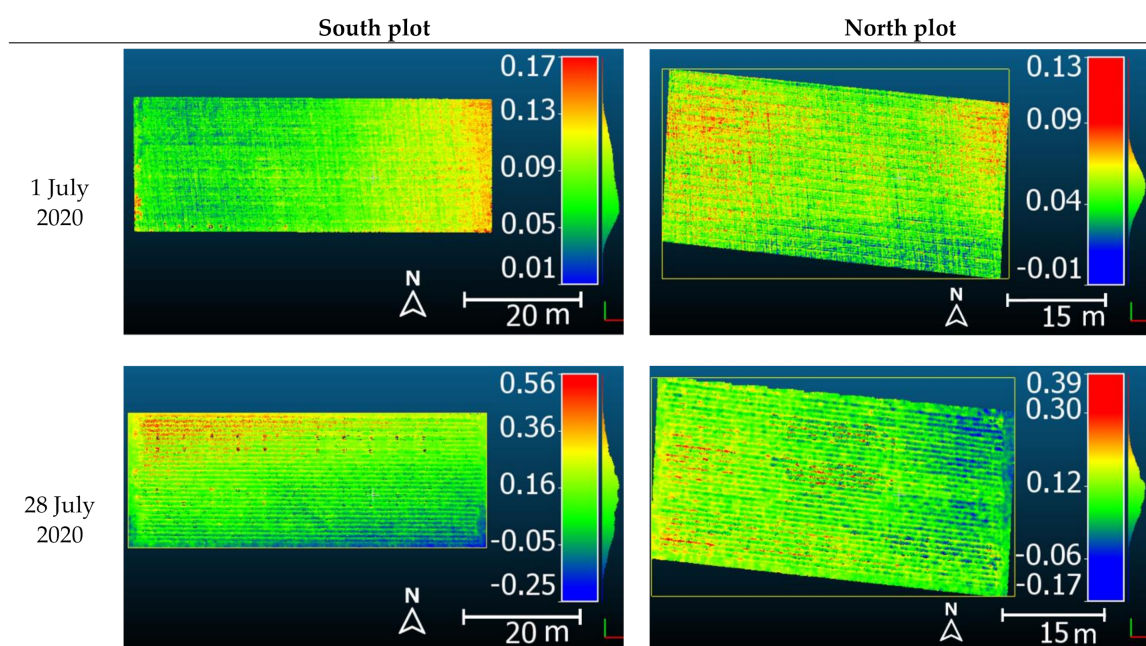 South plot
North plot
1 July
2020
0.17
0.13
0.09
0.05
0.01
N
20 m
0.13
0.09
0.04
-0.01
N
15 m
28 July
2020
0.56
0.36
0.16
-0.05
-0.25
N
20 m
0.39
0.30
0.12
-0.06
-0.17
N
15 m